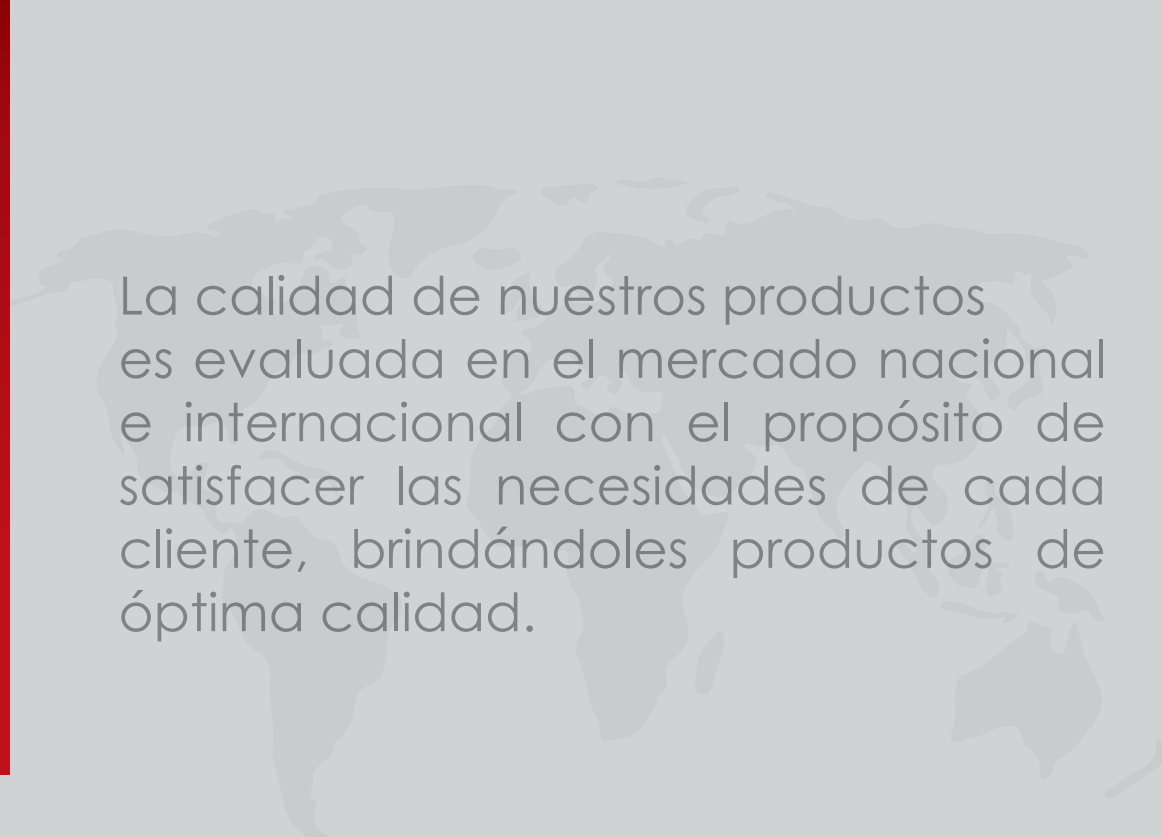 La calidad de nuestros productos
es evaluada en el mercado nacional
e internacional con el propósito de
satisfacer las necesidades de cada
cliente, brindándoles productos de
óptima calidad.